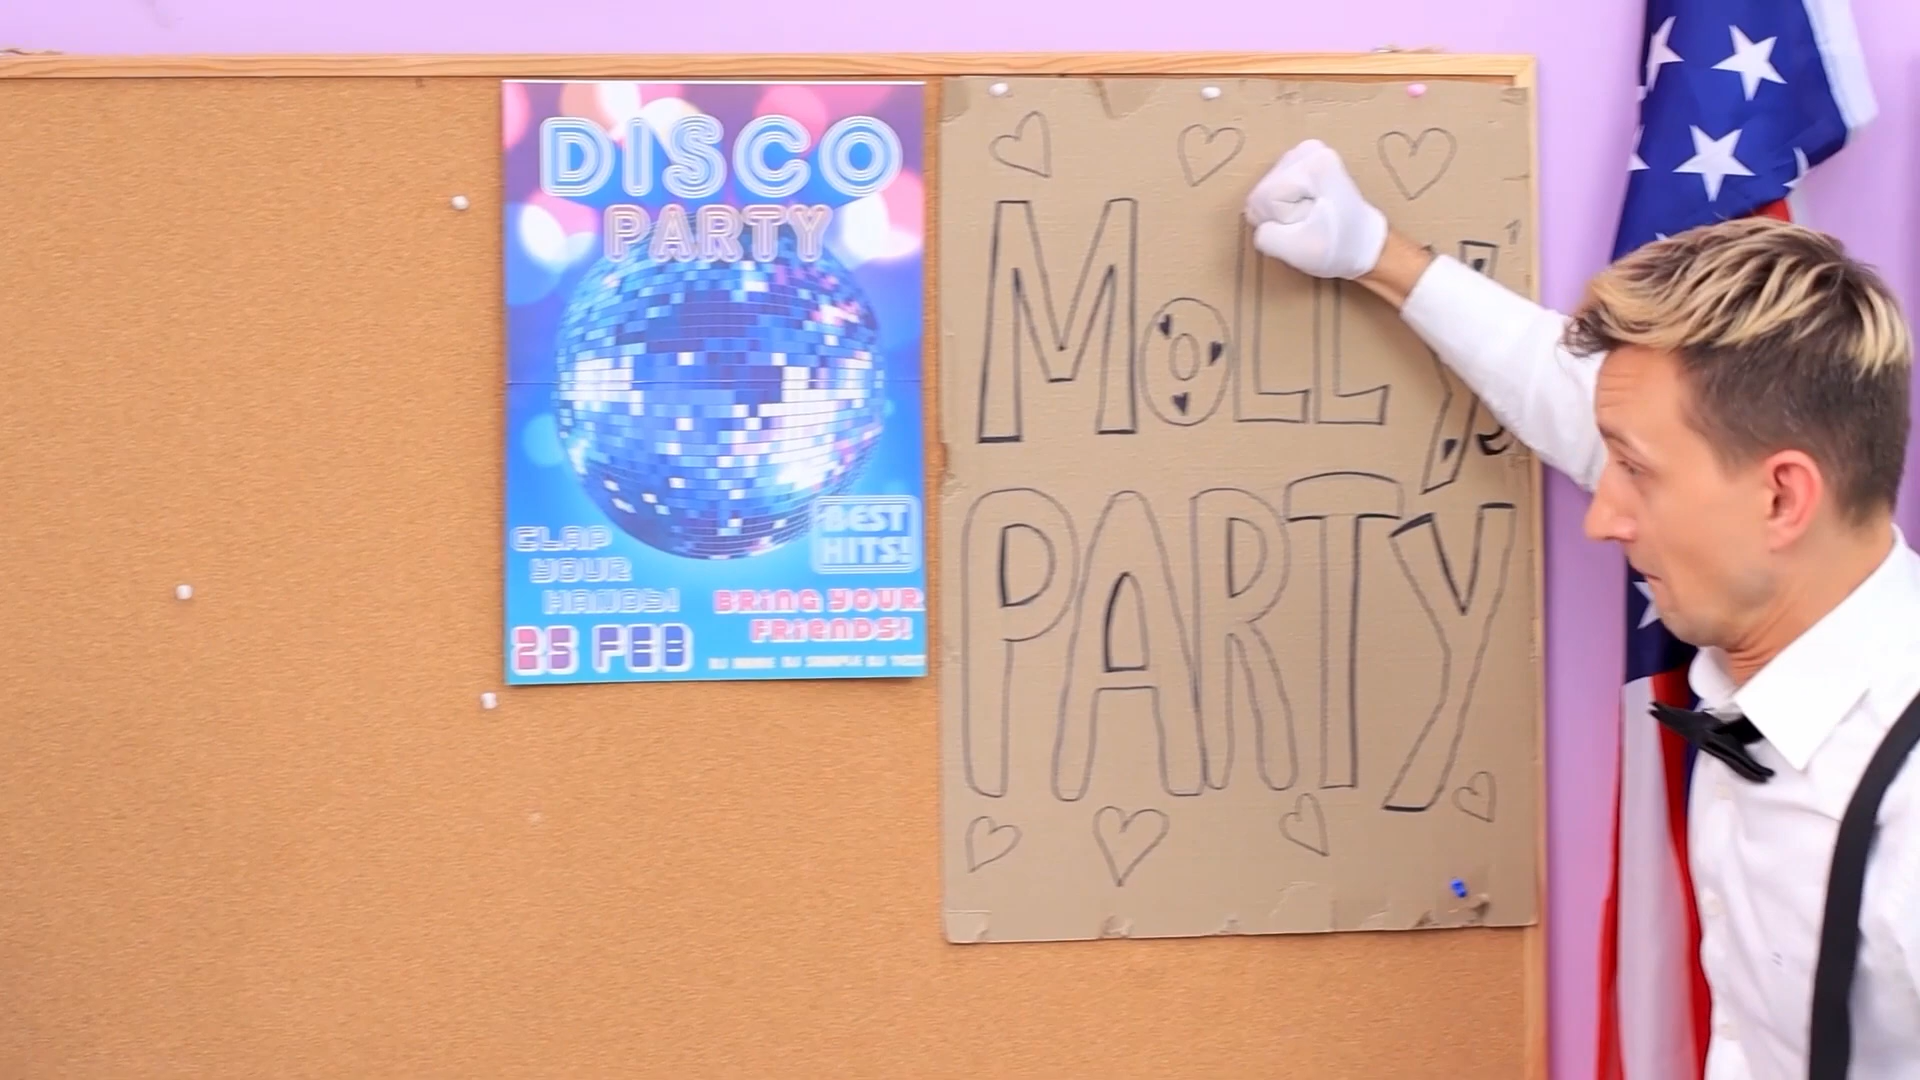 DISCO
PARTY
BEST
HITS!
CLAP
YOUR
HANDS!
BRING YOUR
FRIENDS!
25 FEB
MOLLY's
PARTY